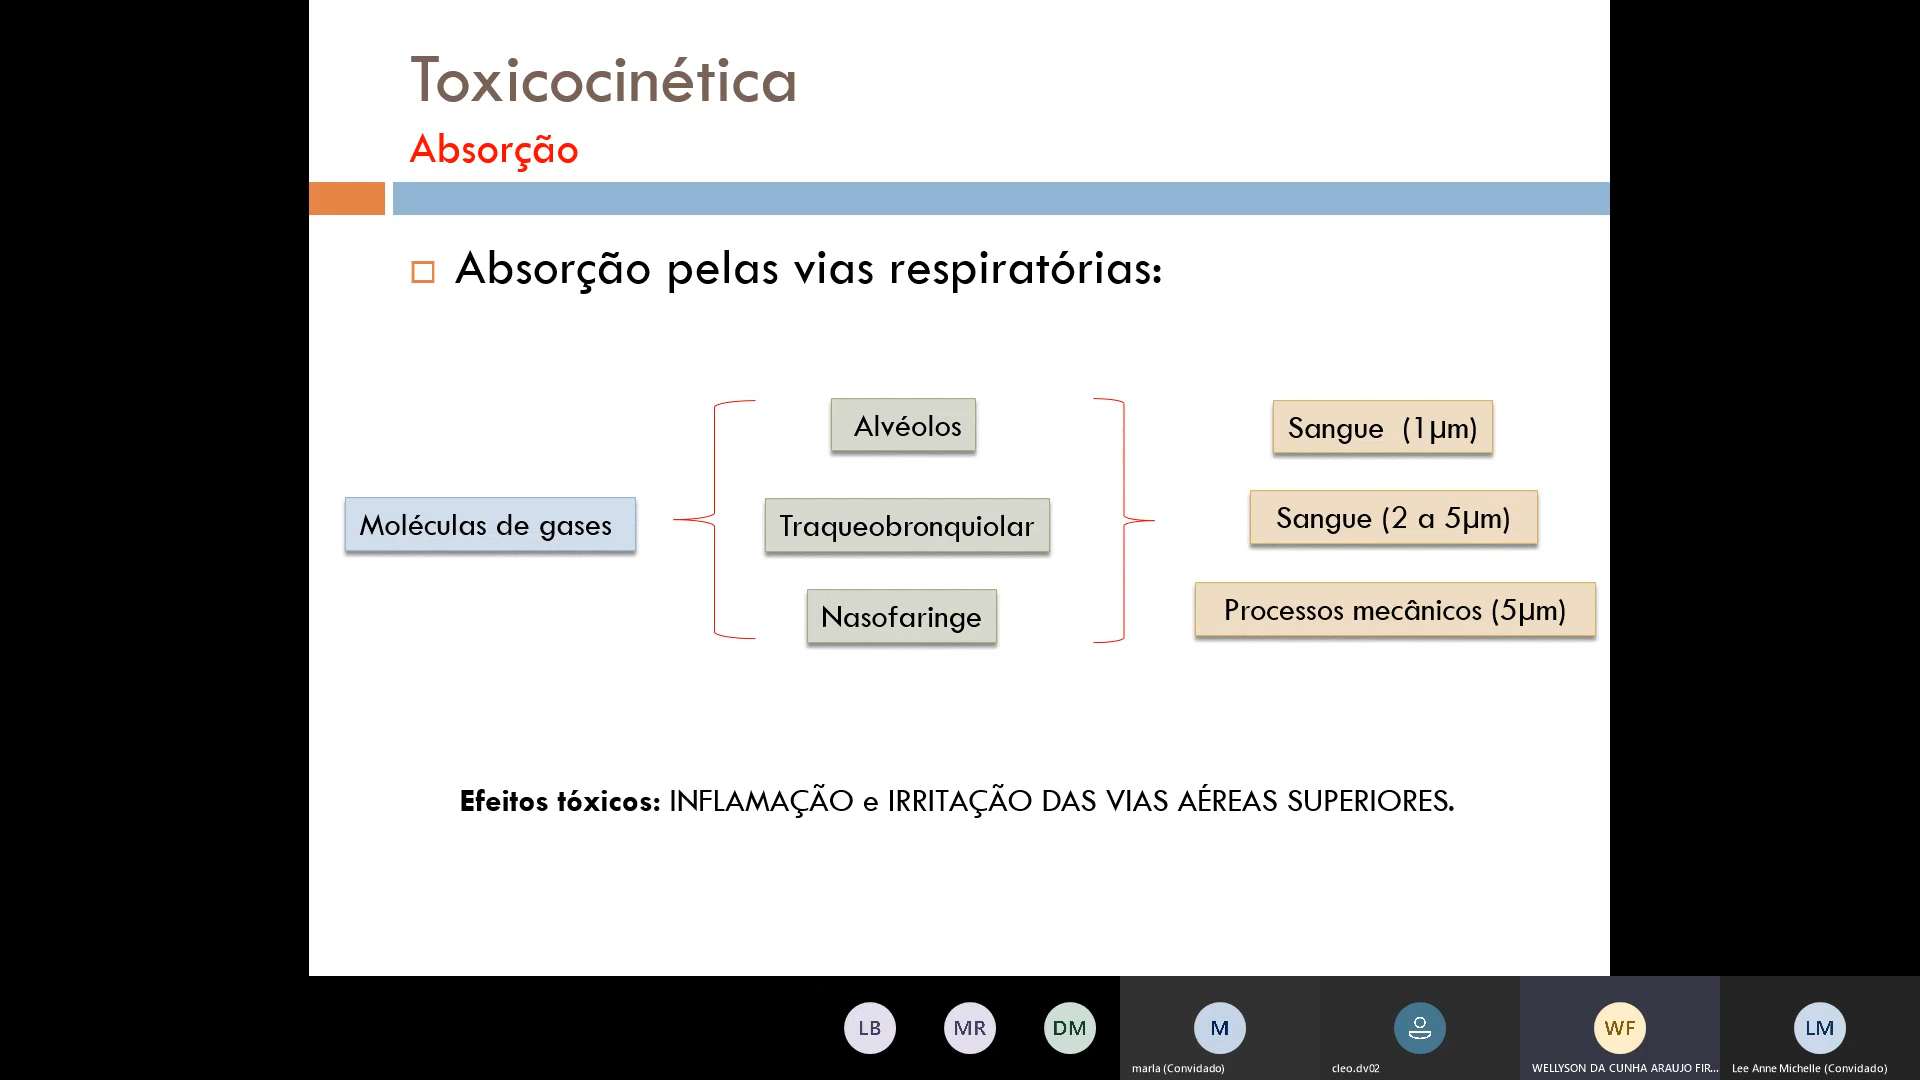 Toxicocinética
Absorção
Absorção pelas vias respiratórias:
Alvéolos
Sangue (1µm)
Moléculas de gases
Traqueobronquiolar
Sangue (2 a 5µm)
Nasofaringe
Processos mecânicos (5µm)
Efeitos tóxicos: INFLAMAÇÃO e IRRITAÇÃO DAS VIAS AÉREAS SUPERIORES.
LB
MR
DM
M
WF
LM
marla (Convidado)
cleo.dv02
WELLYSON DA CUNHA ARAUJO FIR...
Lee Anne Michelle (Convidado)